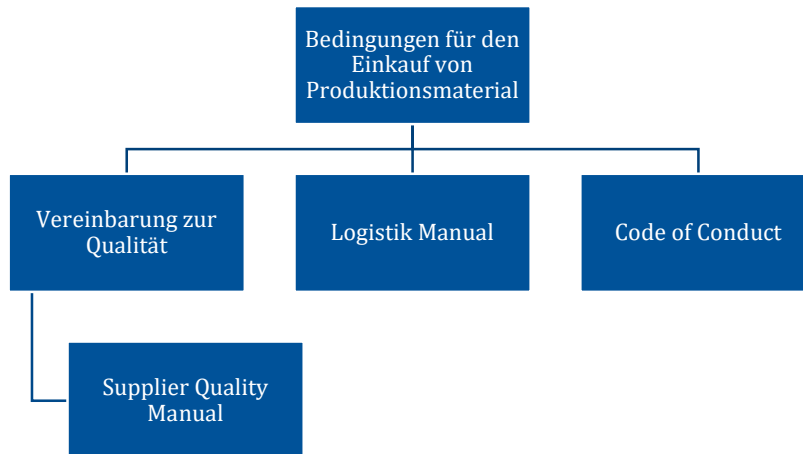 Bedingungen für den
Einkauf von
Produktionsmaterial
Vereinbarung zur
Qualität
Logistik Manual
Code of Conduct
Supplier Quality
Manual